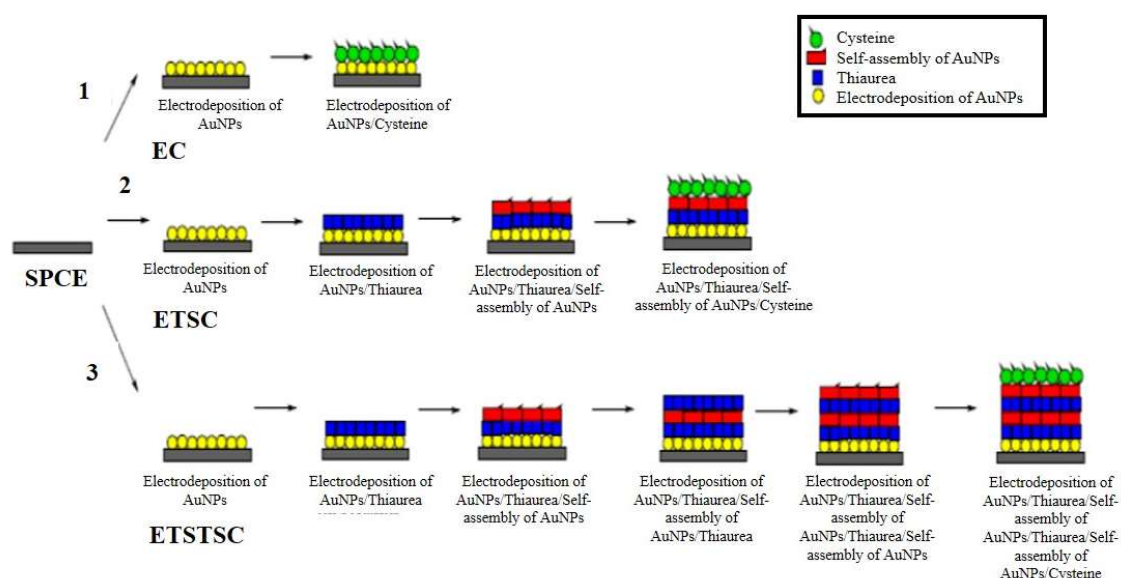 Cysteine
Self-assembly of AuNPs
Thiaurea
Electrodeposition of AuNPs
1
Electrodeposition of
AuNPs
Electrodeposition of
AuNPs/Cysteine
EC
2
Electrodeposition of
AuNPs
Electrodeposition of
AuNPs/Thiaurea
Electrodeposition of
AuNPs/Thiaurea/Self-
assembly of AuNPs
Electrodeposition of
AuNPs/Thiaurea/Self-
assembly of AuNPs/Cysteine
SPCE
ETSC
3
Electrodeposition of
AuNPs
Electrodeposition of
AuNPs/Thiaurea
Electrodeposition of
AuNPs/Thiaurea/Self-
assembly of AuNPs
Electrodeposition of
AuNPs/Thiaurea/Self-
assembly of
AuNPs/Thiaurea
Electrodeposition of
AuNPs/Thiaurea/Self-
assembly of
AuNPs/Thiaurea/Self-
assembly of AuNPs
Electrodeposition of
AuNPs/Thiaurea/Self-
assembly of
AuNPs/Thiaurea/Self-
assembly of
AuNPs/Cysteine
ETSTSC